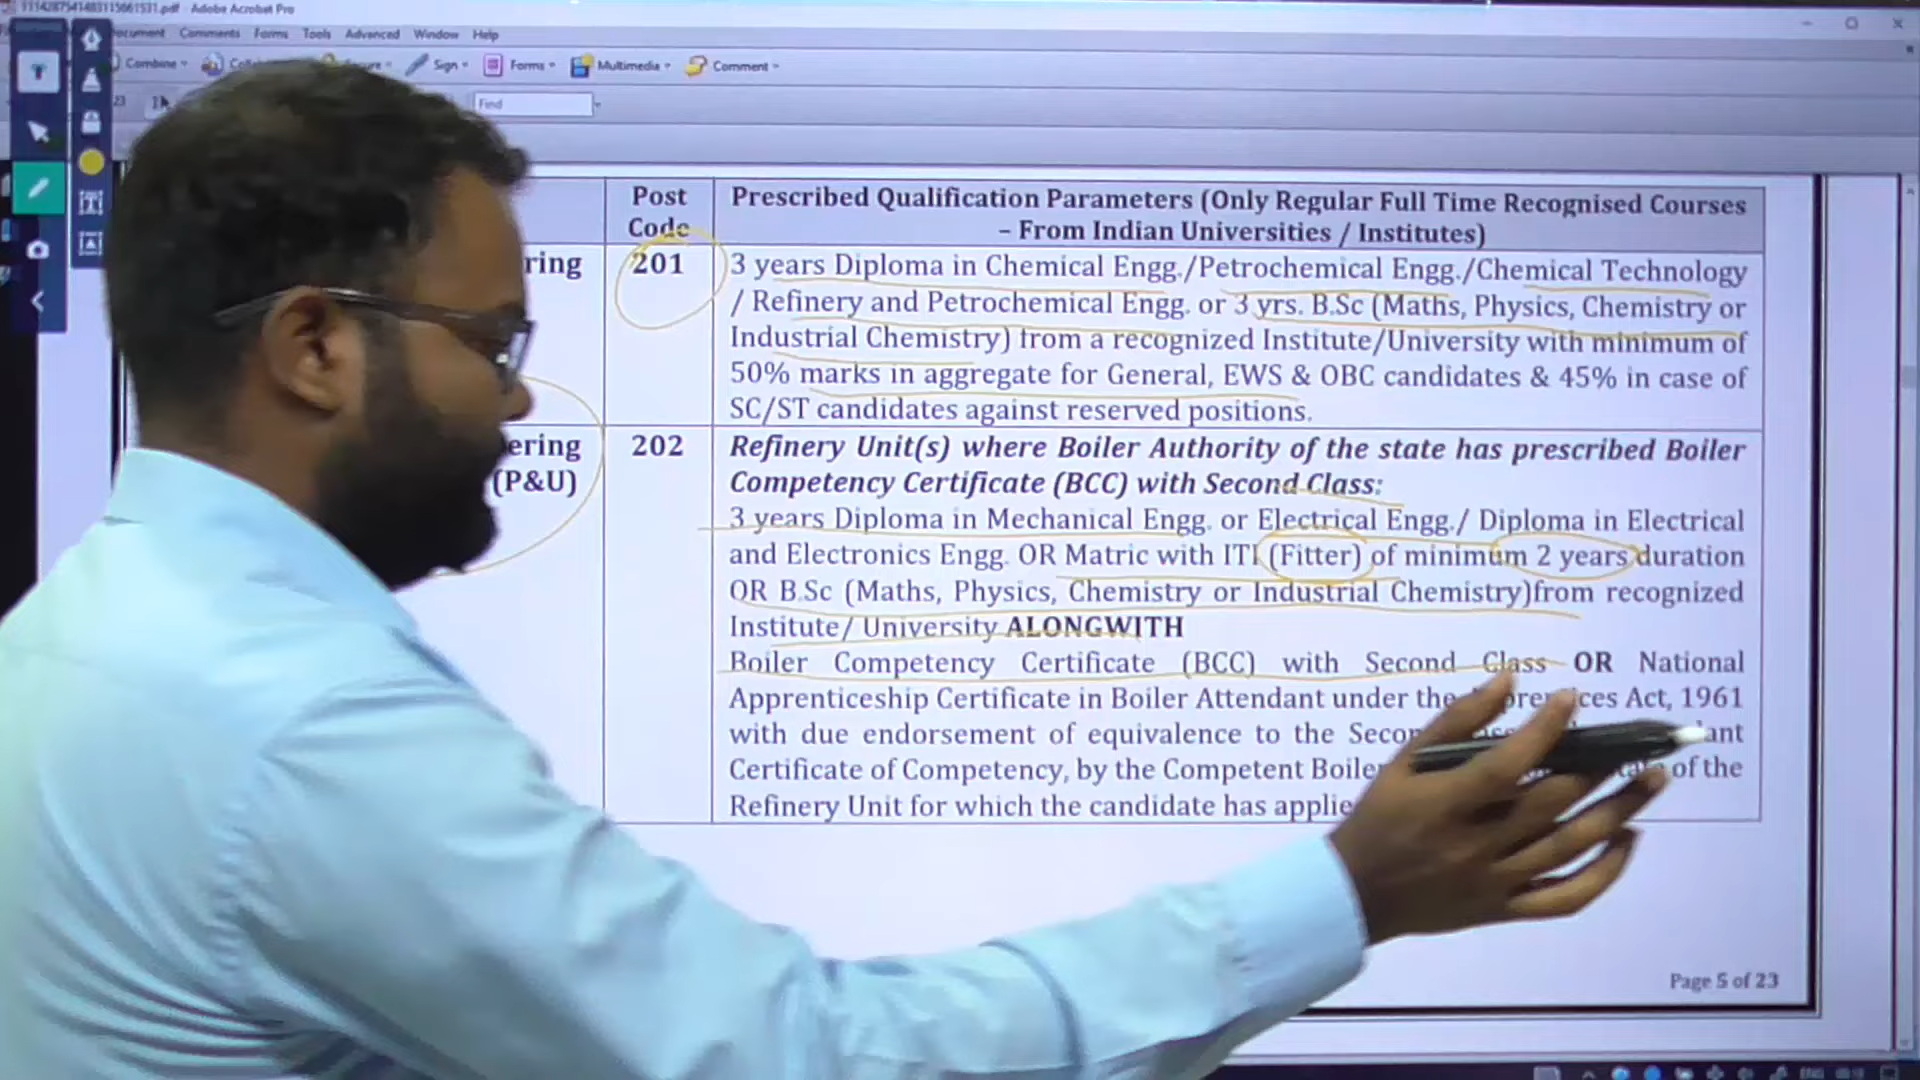 1114287541483115661531.pdf - Adobe Acrobat Pro
Document Comments Forms Tools Advanced Window Help
Combine Sign Forms Multimedia Comment
23 Find
Post Code
Prescribed Qualification Parameters (Only Regular Full Time Recognised Courses
– From Indian Universities / Institutes)
ring 201 3 years Diploma in Chemical Engg./Petrochemical Engg./Chemical Technology
/ Refinery and Petrochemical Engg. or 3 yrs. B.Sc (Maths, Physics, Chemistry or
Industrial Chemistry) from a recognized Institute/University with minimum of
50% marks in aggregate for General, EWS & OBC candidates & 45% in case of
SC/ST candidates against reserved positions.
ering 202 Refinery Unit(s) where Boiler Authority of the state has prescribed Boiler
(P&U) Competency Certificate (BCC) with Second Class:
3 years Diploma in Mechanical Engg. or Electrical Engg./ Diploma in Electrical
and Electronics Engg. OR Matric with ITI (Fitter) of minimum 2 years duration
OR B.Sc (Maths, Physics, Chemistry or Industrial Chemistry)from recognized
Institute/ University ALONGWITH
Boiler Competency Certificate (BCC) with Second Class OR National
Apprenticeship Certificate in Boiler Attendant under the Act, 1961
with due endorsement of equivalence to the
Certificate of Competency, by the Competent of the
Refinery Unit for which the candidate has
Page 5 of 23